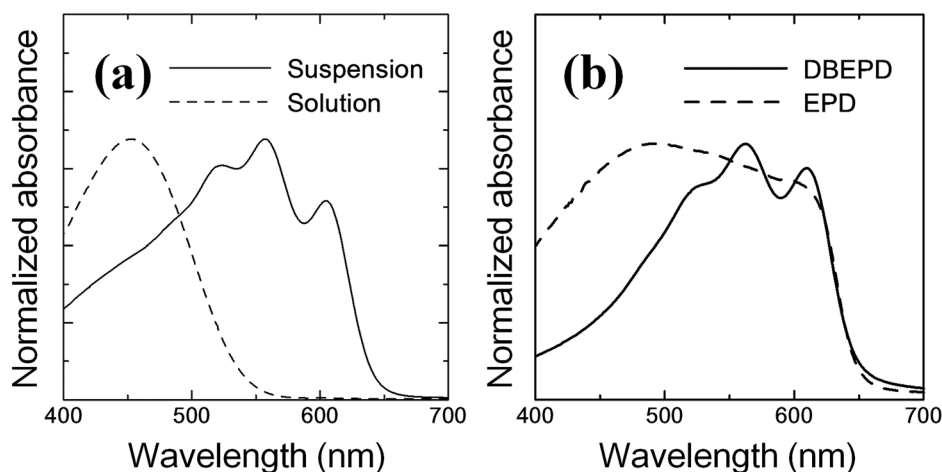 (a)
Suspension
Solution
Normalized absorbance
400 500 600 700
Wavelength (nm)
(b)
DBEPD
EPD
Normalized absorbance
400 500 600 700
Wavelength (nm)